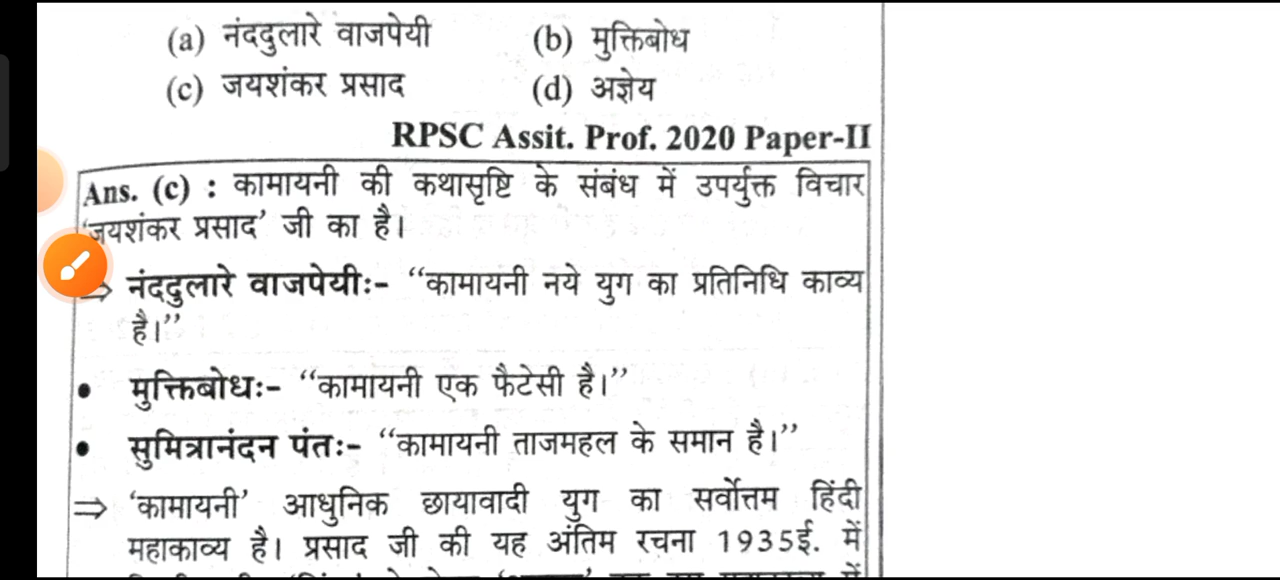 (a) नंददुलारे वाजपेयी (b) मुक्तिबोध
(c) जयशंकर प्रसाद (d) अज्ञेय
RPSC Assit. Prof. 2020 Paper-II
Ans. (c) : कामायनी की कथासृष्टि के संबंध में उपर्युक्त विचार
'जयशंकर प्रसाद' जी का है।
⇒ नंददुलारे वाजपेयीः- “कामायनी नये युग का प्रतिनिधि काव्य
है।”
• मुक्तिबोधः- “कामायनी एक फैटेसी है।”
• सुमित्रानंदन पंतः- “कामायनी ताजमहल के समान है।”
⇒ 'कामायनी' आधुनिक छायावादी युग का सर्वोत्तम हिंदी
महाकाव्य है। प्रसाद जी की यह अंतिम रचना 1935ई. में